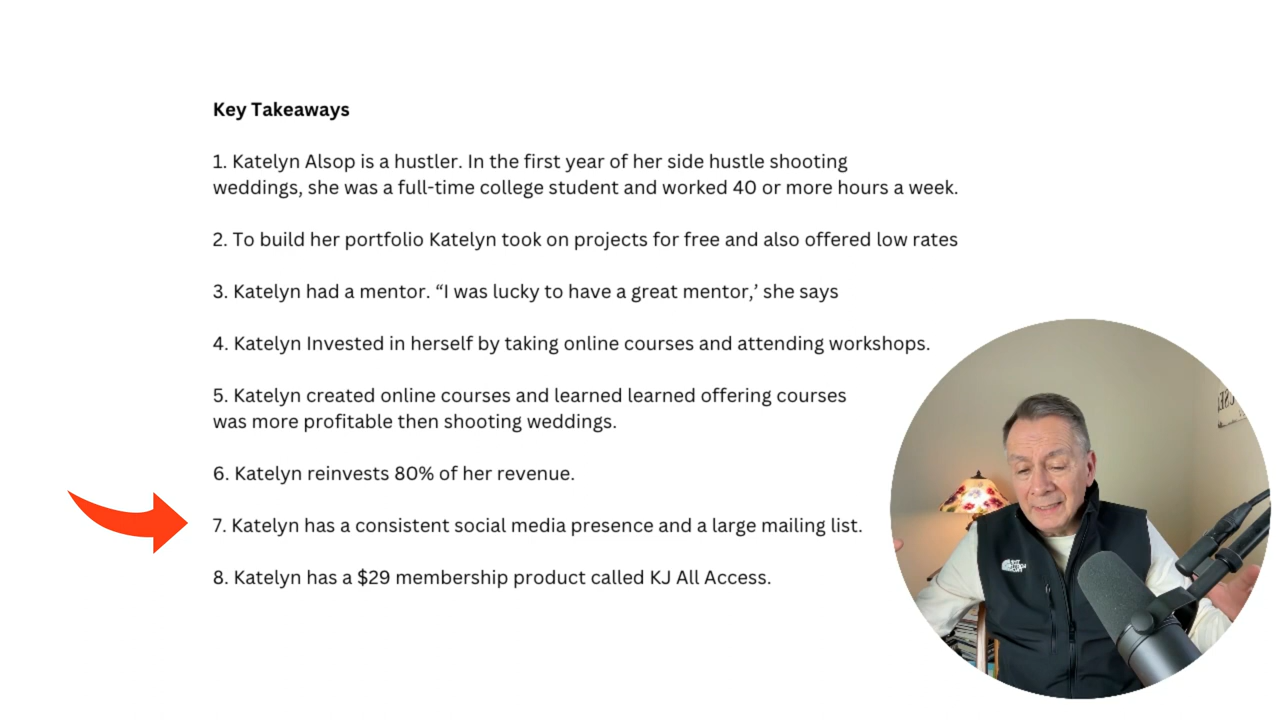 Key Takeaways
1. Katelyn Alsop is a hustler. In the first year of her side hustle shooting
weddings, she was a full-time college student and worked 40 or more hours a week.
2. To build her portfolio Katelyn took on projects for free and also offered low rates
3. Katelyn had a mentor. “I was lucky to have a great mentor,’ she says
4. Katelyn Invested in herself by taking online courses and attending workshops.
5. Katelyn created online courses and learned learned offering courses
was more profitable then shooting weddings.
6. Katelyn reinvests 80% of her revenue.
7. Katelyn has a consistent social media presence and a large mailing list.
8. Katelyn has a $29 membership product called KJ All Access.